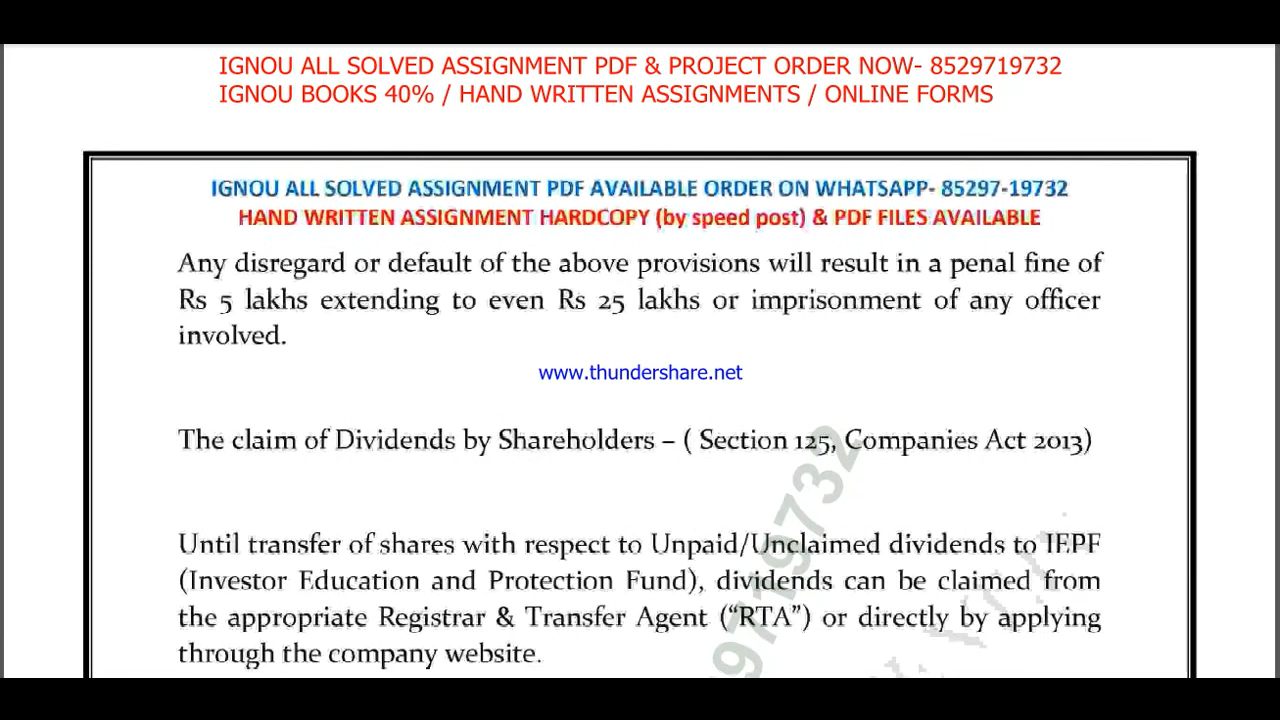 IGNOU ALL SOLVED ASSIGNMENT PDF & PROJECT ORDER NOW- 8529719732
IGNOU BOOKS 40% / HAND WRITTEN ASSIGNMENTS / ONLINE FORMS
IGNOU ALL SOLVED ASSIGNMENT PDF AVAILABLE ORDER ON WHATSAPP- 85297-19732
HAND WRITTEN ASSIGNMENT HARDCOPY (by speed post) & PDF FILES AVAILABLE
Any disregard or default of the above provisions will result in a penal fine of
Rs 5 lakhs extending to even Rs 25 lakhs or imprisonment of any officer
involved.
www.thundershare.net
The claim of Dividends by Shareholders – ( Section 125, Companies Act 2013)
Until transfer of shares with respect to Unpaid/Unclaimed dividends to IEPF
(Investor Education and Protection Fund), dividends can be claimed from
the appropriate Registrar & Transfer Agent (“RTA”) or directly by applying
through the company website.
9719732